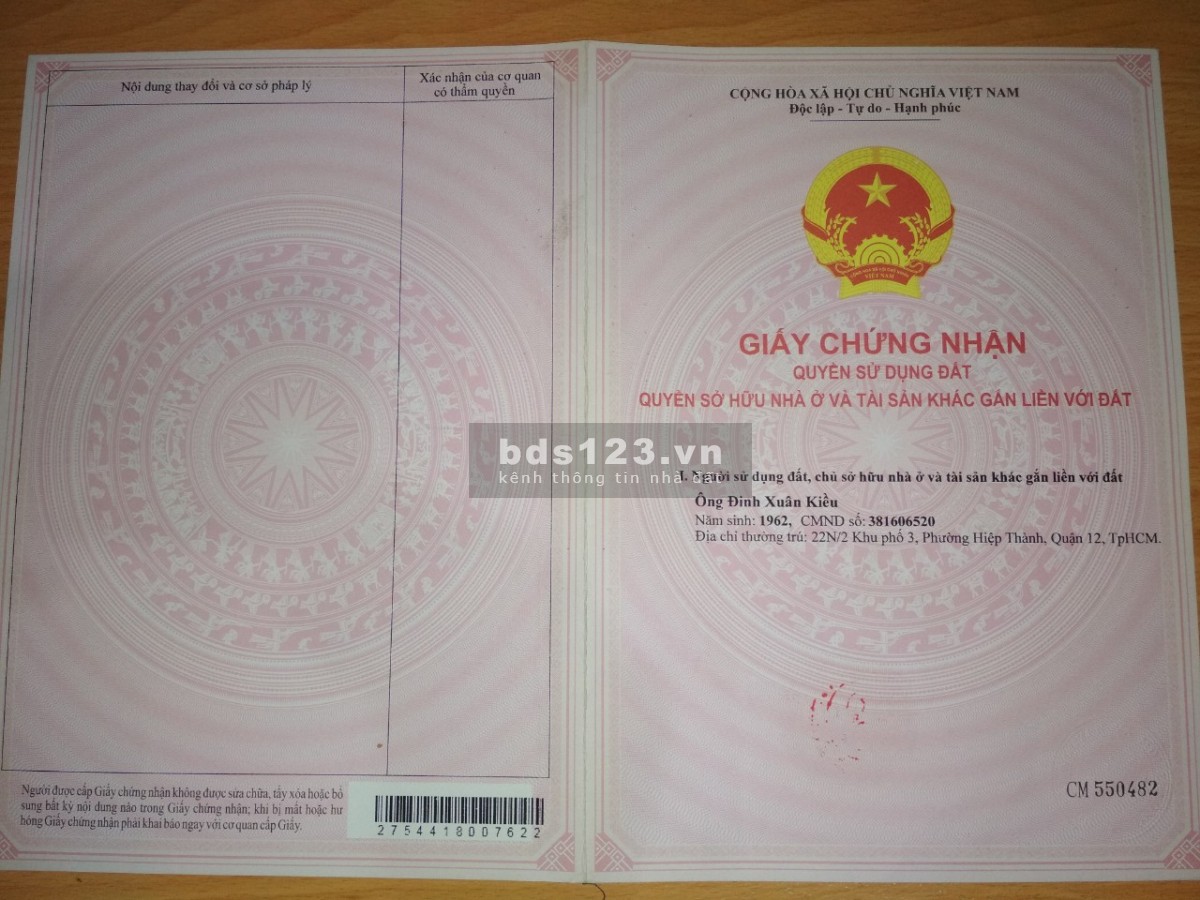 Nội dung thay đổi và cơ sở pháp lý
Xác nhận của cơ quan
có thẩm quyền
Người được cấp Giấy chứng nhận không được sửa chữa, tẩy xóa hoặc bổ
sung bất kỳ nội dung nào trong Giấy chứng nhận; khi bị mất hoặc hư
hỏng Giấy chứng nhận phải khai báo ngay với cơ quan cấp Giấy.
2754418007622
CỘNG HÒA XÃ HỘI CHỦ NGHĨA VIỆT NAM
Độc lập - Tự do - Hạnh phúc
VIỆT NAM
GIẤY CHỨNG NHẬN
QUYỀN SỬ DỤNG ĐẤT
QUYỀN SỞ HỮU NHÀ Ở VÀ TÀI SẢN KHÁC GẮN LIỀN VỚI ĐẤT
bds123.vn
kênh thông tin nhà đất
I. Người sử dụng đất, chủ sở hữu nhà ở và tài sản khác gắn liền với đất
Ông Đinh Xuân Kiều
Năm sinh: 1962, CMND số: 381606520
Địa chỉ thường trú: 22N/2 Khu phố 3, Phường Hiệp Thành, Quận 12, TpHCM.
CM 550482